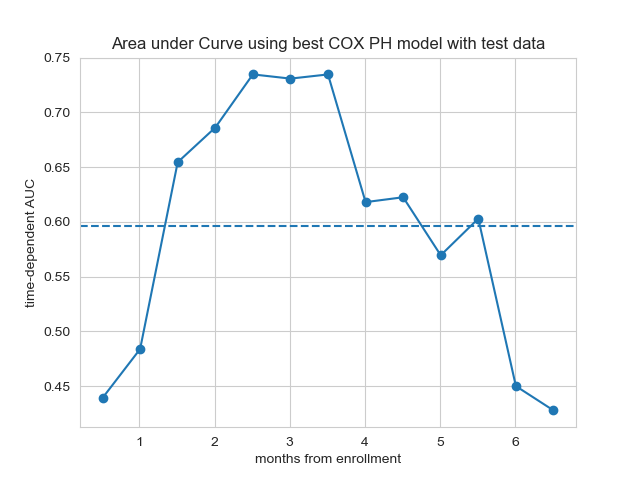 Area under Curve using best COX PH model with test data
0.75
0.70
0.65
0.60
0.55
0.50
0.45
time-dependent AUC
1 2 3 4 5 6
months from enrollment